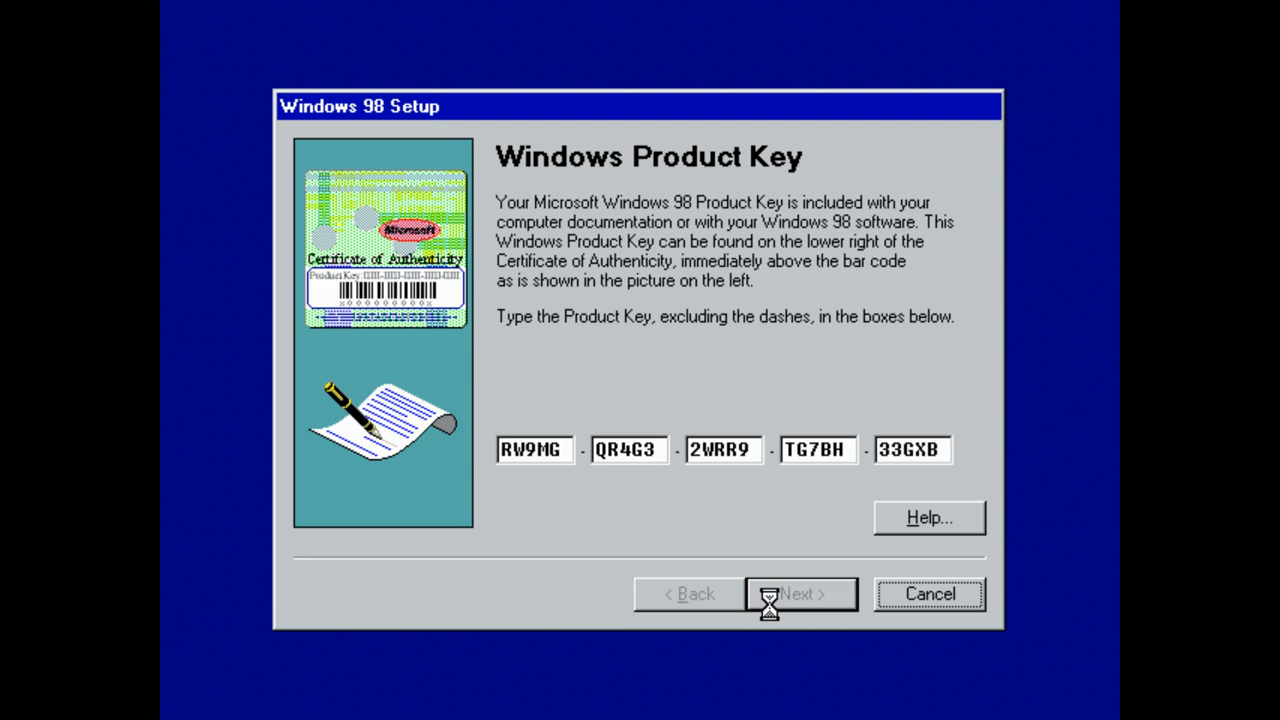 Windows 98 Setup
Windows Product Key
Your Microsoft Windows 98 Product Key is included with your
computer documentation or with your Windows 98 software. This
Windows Product Key can be found on the lower right of the
Certificate of Authenticity, immediately above the bar code
as is shown in the picture on the left.
Type the Product Key, excluding the dashes, in the boxes below.
Microsoft
Certificate of Authenticity
Product Key:
RW9MG - QR4G3 - 2WRR9 - TG7BH - 33GXB
Help...
< Back
Next >
Cancel